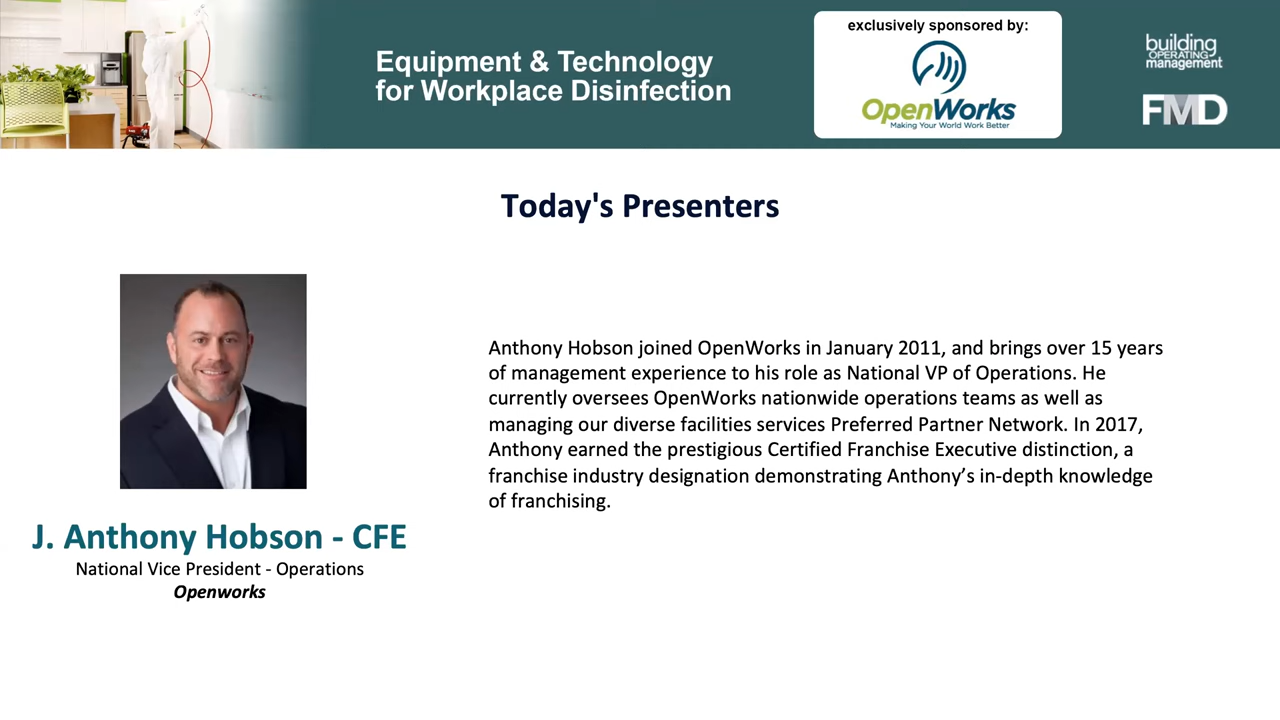 Equipment & Technology
for Workplace Disinfection
exclusively sponsored by:
OpenWorks
Making Your World Work Better
building
OPERATING
management
FMD
Today's Presenters
Anthony Hobson joined OpenWorks in January 2011, and brings over 15 years
of management experience to his role as National VP of Operations. He
currently oversees OpenWorks nationwide operations teams as well as
managing our diverse facilities services Preferred Partner Network. In 2017,
Anthony earned the prestigious Certified Franchise Executive distinction, a
franchise industry designation demonstrating Anthony’s in-depth knowledge
of franchising.
J. Anthony Hobson - CFE
National Vice President - Operations
Openworks